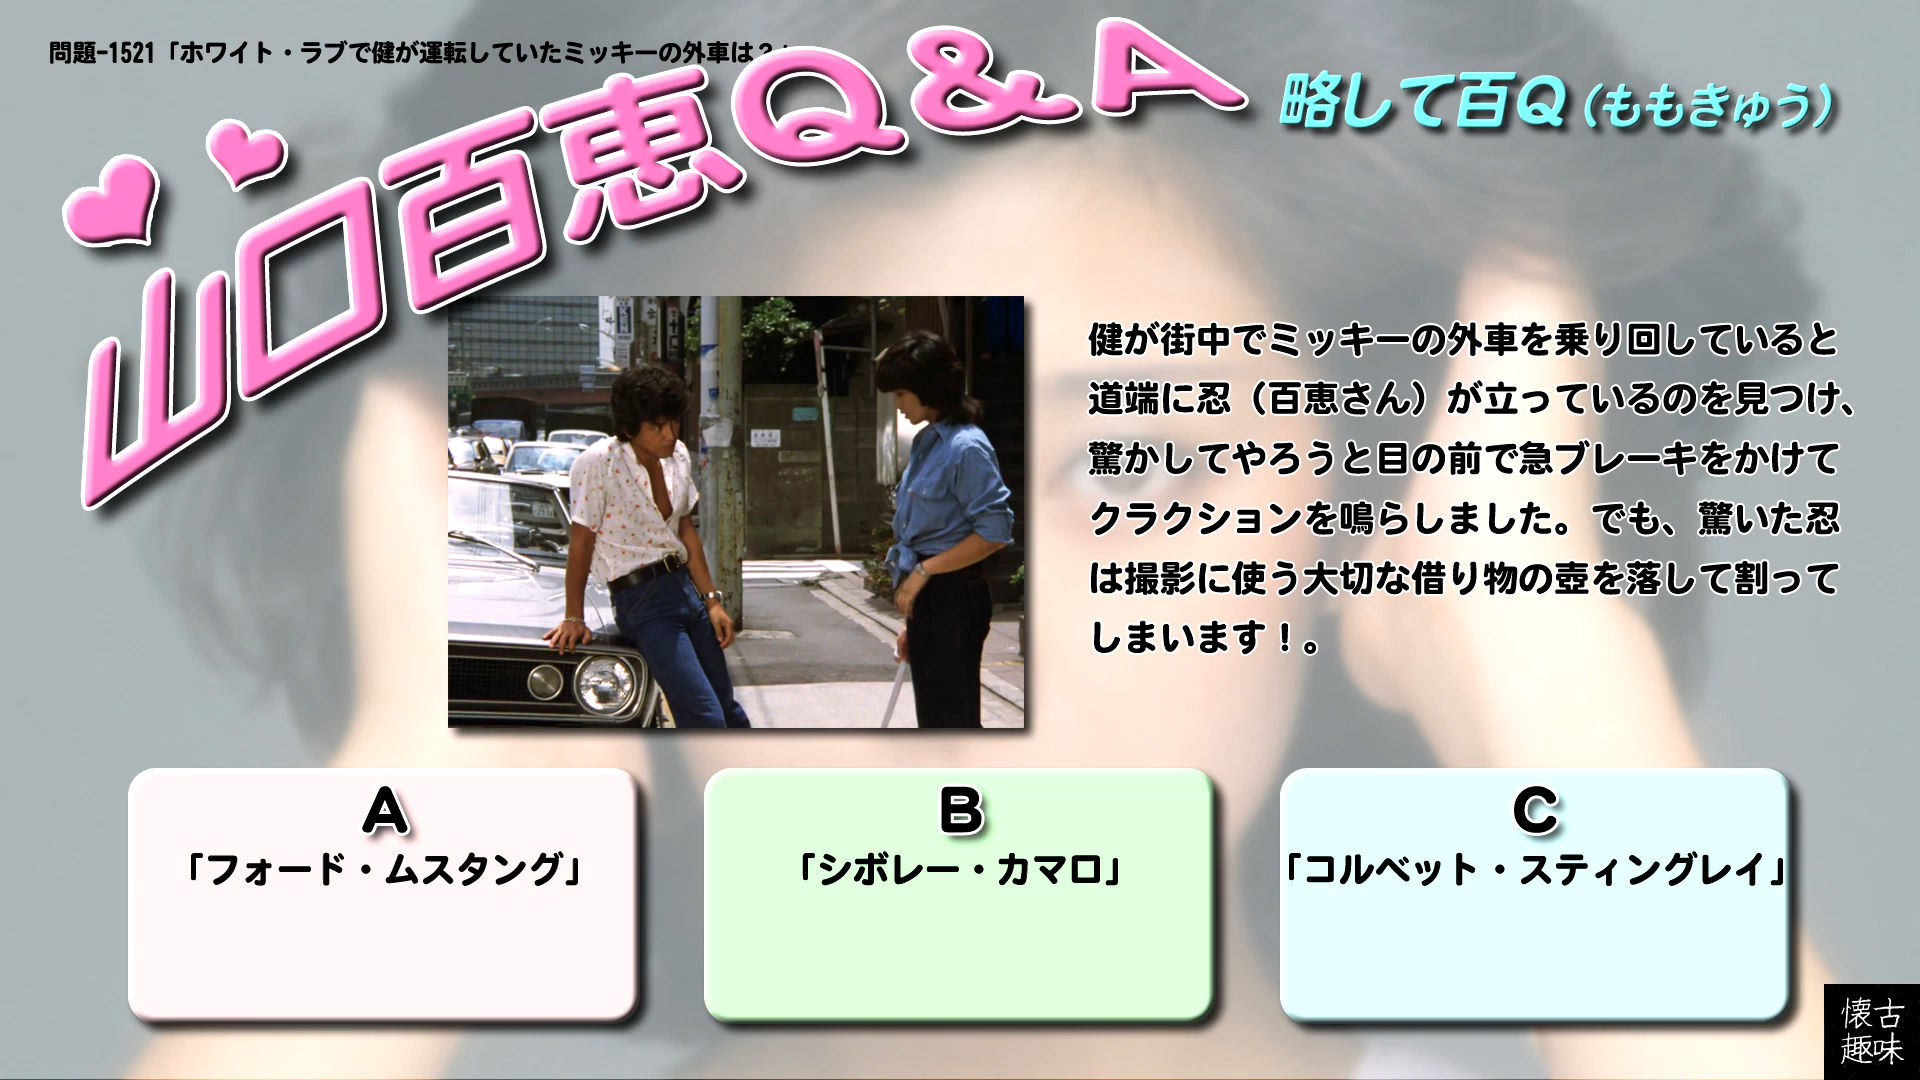 問題-1521「ホワイト・ラブで健が運転していたミッキーの外車は？」
山口百恵Q&A
略して百Q（ももきゅう）
健が街中でミッキーの外車を乗り回していると
道端に忍（百恵さん）が立っているのを見つけ、
驚かしてやろうと目の前で急ブレーキをかけて
クラクションを鳴らしました。でも、驚いた忍
は撮影に使う大切な借り物の壺を落して割って
しまいます！。
A
「フォード・ムスタング」
B
「シボレー・カマロ」
C
「コルベット・スティングレイ」
懐古
趣味